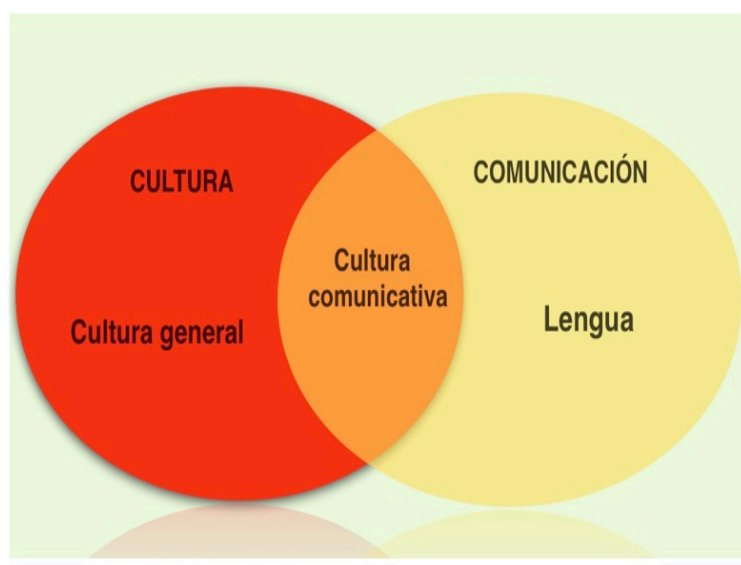 CULTURA
Cultura general
Cultura
comunicativa
COMUNICACIÓN
Lengua